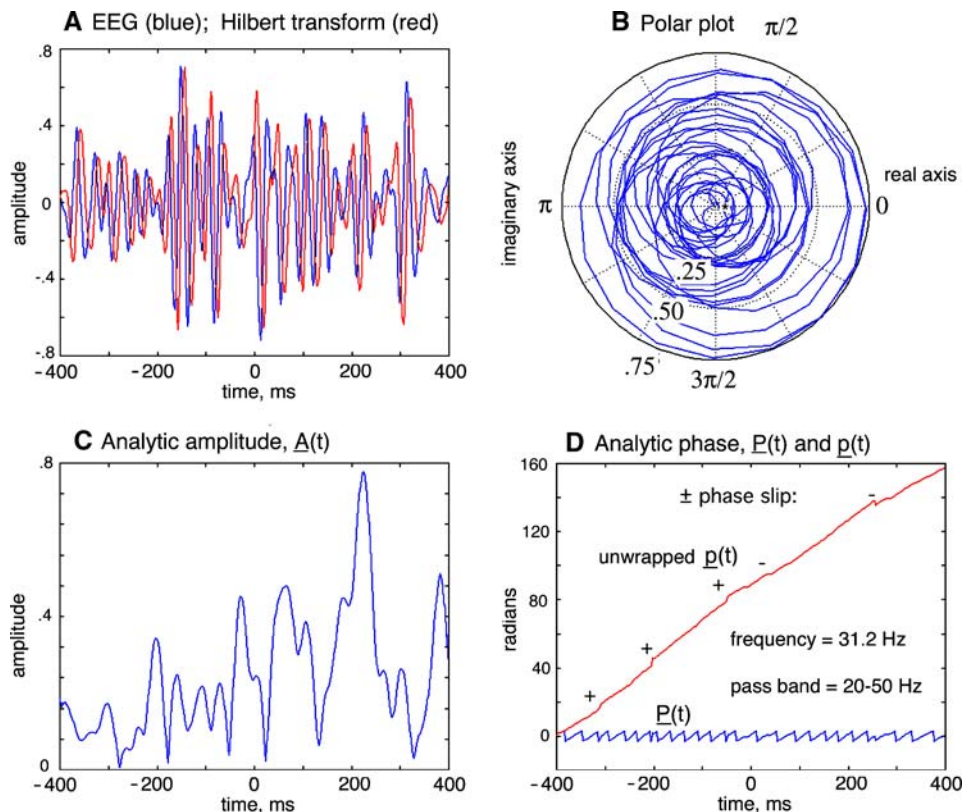 A EEG (blue); Hilbert transform (red)
.8
.4
0
-.4
-.8
amplitude
-400 -200 0 200 400
time, ms
B Polar plot π/2
imaginary axis
real axis
π
0
.25
.50
.75
3π/2
C Analytic amplitude, A(t)
.8
.4
0
amplitude
-400 -200 0 200 400
time, ms
D Analytic phase, P(t) and p(t)
160
120
80
40
0
radians
± phase slip:
-
unwrapped p(t)
-
+
+
+
frequency = 31.2 Hz
pass band = 20-50 Hz
P(t)
-400 -200 0 200 400
time, ms